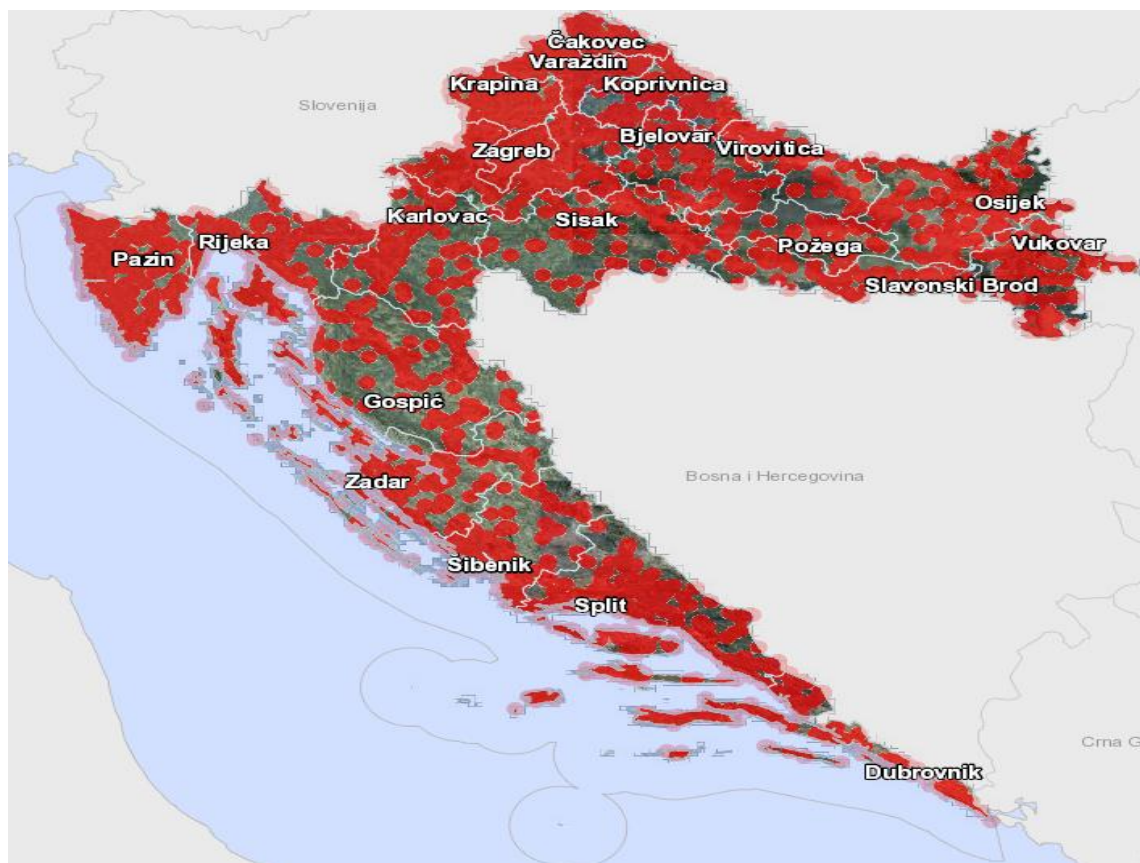 Čakovec
Varaždin
Krapina
Koprivnica
Slovenija
Bjelovar
Zagreb
Virovitica
Osijek
Karlovac
Sisak
Rijeka
Pazin
Požega
Vukovar
Slavonski Brod
Gospić
Bosna i Hercegovina
Zadar
Šibenik
Split
Crna G
Dubrovnik